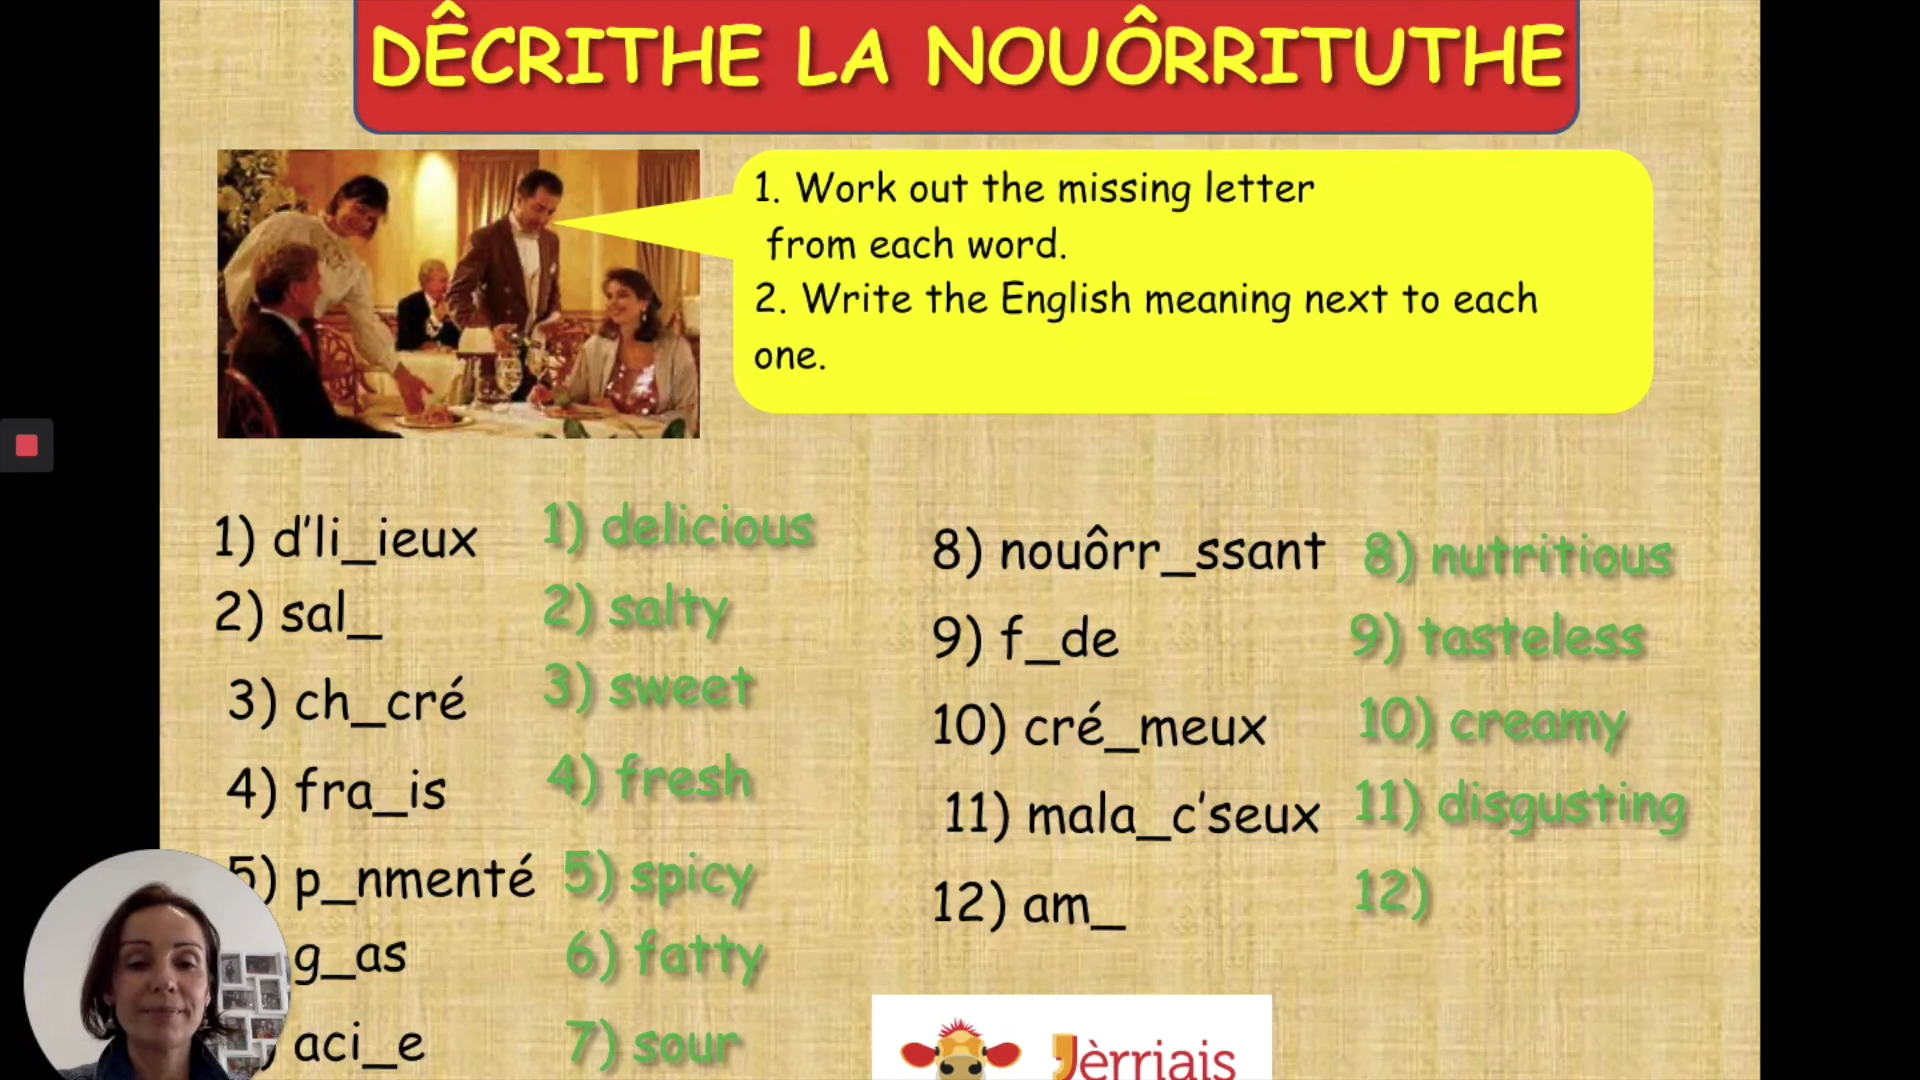 DÊCRITHE LA NOUÔRRITUTHE
1. Work out the missing letter
from each word.
2. Write the English meaning next to each
one.
1) d'li_ieux
2) sal_
3) ch_cré
4) fra_is
5) p_nmenté
g_as
aci_e
1) delicious
2) salty
3) sweet
4) fresh
5) spicy
6) fatty
7) sour
8) nouôrr_ssant
9) f_de
10) cré_meux
11) mala_c'seux
12) am_
8) nutritious
9) tasteless
10) creamy
11) disgusting
12)
Jèrriais